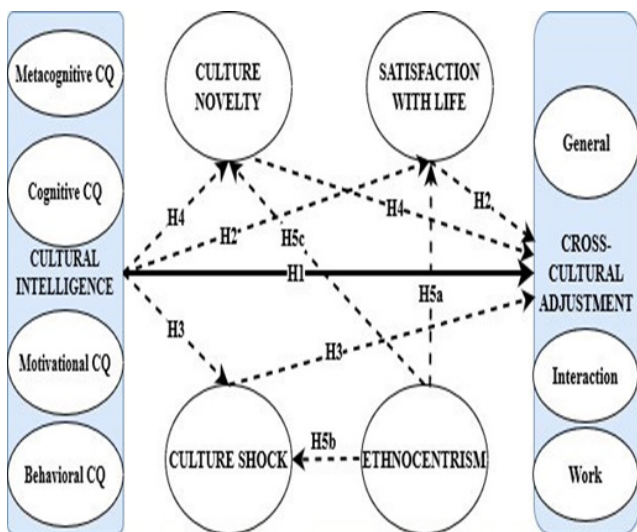 Metacognitive CQ
Cognitive CQ
CULTURAL
INTELLIGENCE
Motivational CQ
Behavioral CQ
CULTURE
NOVELTY
SATISFACTION
WITH LIFE
H4
H2
H5c
H4
H2
H1
H5a
H3
H3
CULTURE SHOCK
H5b
ETHNOCENTRISM
General
CROSS-
CULTURAL
ADJUSTMENT
Interaction
Work